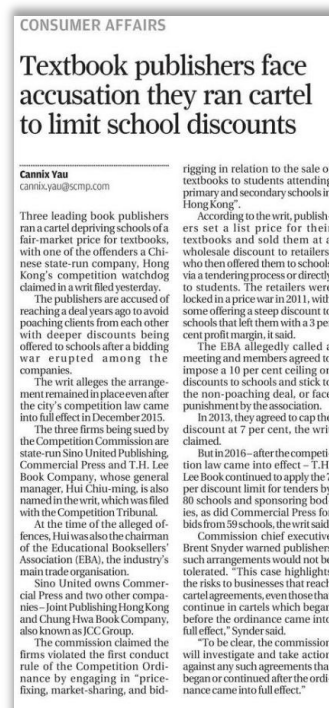 CONSUMER AFFAIRS
Textbook publishers face
accusation they ran cartel
to limit school discounts
Cannix Yau
cannix.yau@scmp.com
Three leading book publishers
ran a cartel depriving schools of a
fair-market price for textbooks,
with one of the offenders a Chi-
nese state-run company, Hong
Kong's competition watchdog
claimed in a writ filed yesterday.
The publishers are accused of
reaching a deal years ago to avoid
poaching clients from each other
with deeper discounts being
offered to schools after a bidding
war erupted among the
companies.
The writ alleges the arrange-
ment remained in place even after
the city's competition law came
into full effect in December 2015.
The three firms being sued by
the Competition Commission are
state-run Sino United Publishing,
Commercial Press and T.H. Lee
Book Company, whose general
manager, Hui Chiu-ming, is also
named in the writ, which was filed
with the Competition Tribunal.
At the time of the alleged of-
fences, Hui was also the chairman
of the Educational Booksellers'
Association (EBA), the industry's
main trade organisation.
Sino United owns Commer-
cial Press and two other compa-
nies – Joint Publishing Hong Kong
and Chung Hwa Book Company,
also known as JCC Group.
The commission claimed the
firms violated the first conduct
rule of the Competition Ordi-
nance by engaging in "price-
fixing, market-sharing, and bid-
rigging in relation to the sale of
textbooks to students attending
primary and secondary schools in
Hong Kong".
According to the writ, publish-
ers set a list price for their
textbooks and sold them at a
wholesale discount to retailers,
who then offered them to schools
via a tendering process or directly
to students. The retailers were
locked in a price war in 2011, with
some offering a steep discount to
schools that left them with a 3 per
cent profit margin, it said.
The EBA allegedly called a
meeting and members agreed to
impose a 10 per cent ceiling on
discounts to schools and stick to
the non-poaching deal, or face
punishment by the association.
In 2013, they agreed to cap the
discount at 7 per cent, the writ
claimed.
But in 2016 – after the competi-
tion law came into effect – T.H.
Lee Book continued to apply the 7
per discount limit for tenders by
80 schools and sponsoring bod-
ies, as did Commercial Press for
bids from 59 schools, the writ said.
Commission chief executive
Brent Snyder warned publishers
such arrangements would not be
tolerated. "This case highlights
the risks to businesses that reach
cartel agreements, even those that
continue in cartels which began
before the ordinance came into
full effect," Synder said.
"To be clear, the commission
will investigate and take action
against any such agreements that
began or continued after the ordi-
nance came into full effect."